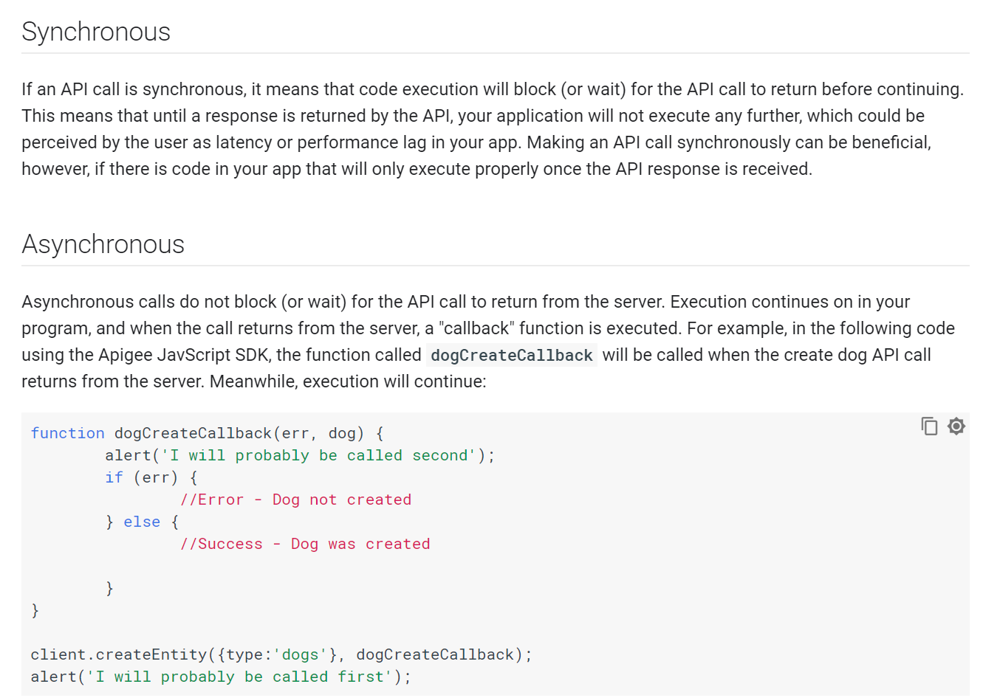 Synchronous
If an API call is synchronous, it means that code execution will block (or wait) for the API call to return before continuing.
This means that until a response is returned by the API, your application will not execute any further, which could be
perceived by the user as latency or performance lag in your app. Making an API call synchronously can be beneficial,
however, if there is code in your app that will only execute properly once the API response is received.
Asynchronous
Asynchronous calls do not block (or wait) for the API call to return from the server. Execution continues on in your
program, and when the call returns from the server, a "callback" function is executed. For example, in the following code
using the Apigee JavScript SDK, the function called dogCreateCallback will be called when the create dog API call
returns from the server. Meanwhile, execution will continue:
function dogCreateCallback(err, dog) {
        alert('I will probably be called second');
        if (err) {
                //Error - Dog not created
        } else {
                //Success - Dog was created
        }
}
client.createEntity({type:'dogs'}, dogCreateCallback);
alert('I will probably be called first');